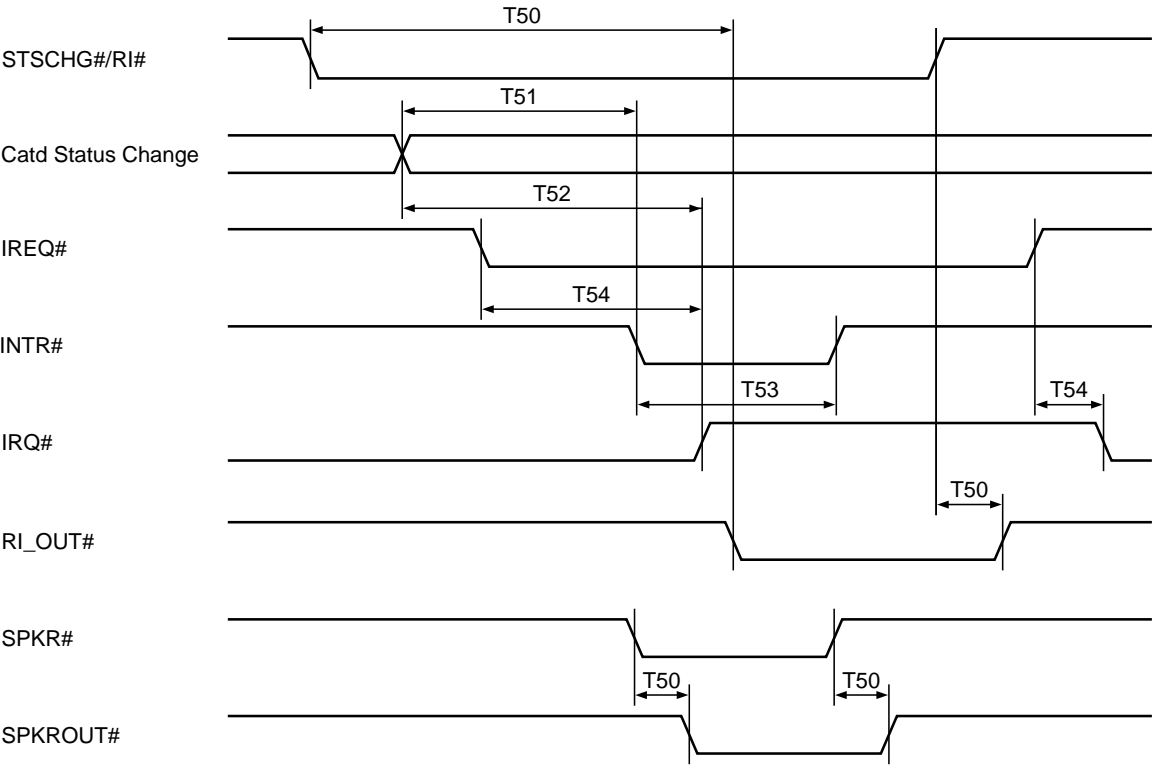 T50
STSCHG#/RI#
T51
Catd Status Change
T52
IREQ#
T54
INTR#
T53
T54
IRQ#
T50
RI_OUT#
SPKR#
T50
T50
SPKROUT#